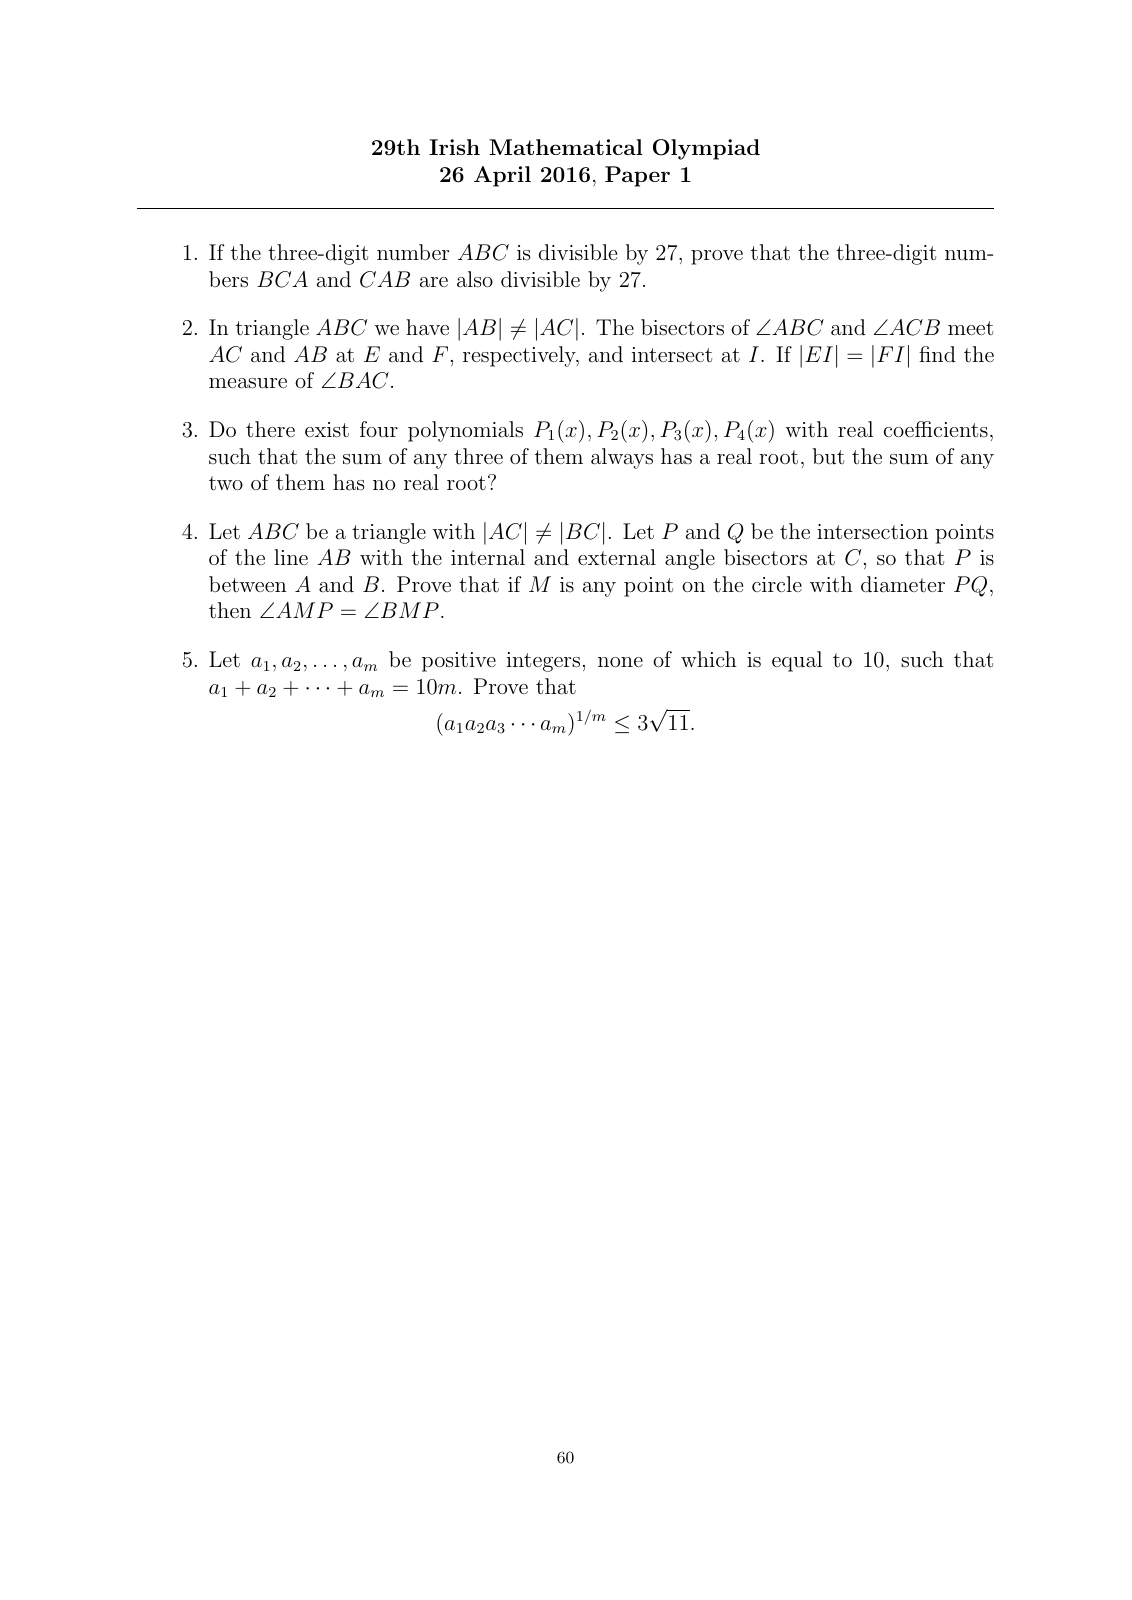 29th Irish Mathematical Olympiad
26 April 2016, Paper 1
1. If the three-digit number ABC is divisible by 27, prove that the three-digit num-
bers BCA and CAB are also divisible by 27.
2. In triangle ABC we have |AB| ≠ |AC|. The bisectors of ∠ABC and ∠ACB meet
AC and AB at E and F, respectively, and intersect at I. If |EI| = |FI| find the
measure of ∠BAC.
3. Do there exist four polynomials P₁(x), P₂(x), P₃(x), P₄(x) with real coefficients,
such that the sum of any three of them always has a real root, but the sum of any
two of them has no real root?
4. Let ABC be a triangle with |AC| ≠ |BC|. Let P and Q be the intersection points
of the line AB with the internal and external angle bisectors at C, so that P is
between A and B. Prove that if M is any point on the circle with diameter PQ,
then ∠AMP = ∠BMP.
5. Let a₁, a₂, . . . , aₘ be positive integers, none of which is equal to 10, such that
a₁ + a₂ + · · · + aₘ = 10m. Prove that
(a₁a₂a₃ · · · aₘ)^{1/m} ≤ 3√11.
60